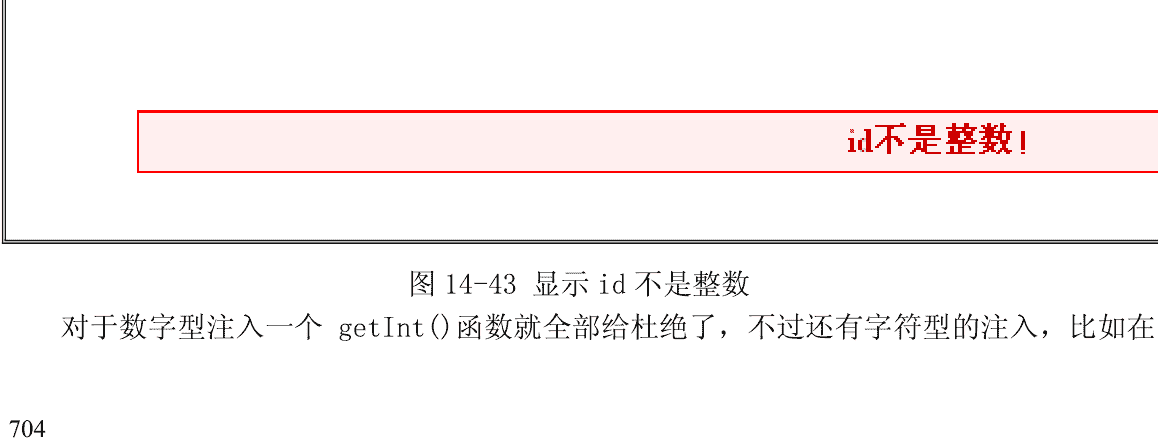 id不是整数!
图 14-43 显示 id 不是整数
对于数字型注入一个 getInt()函数就全部给杜绝了，不过还有字符型的注入，比如在
704